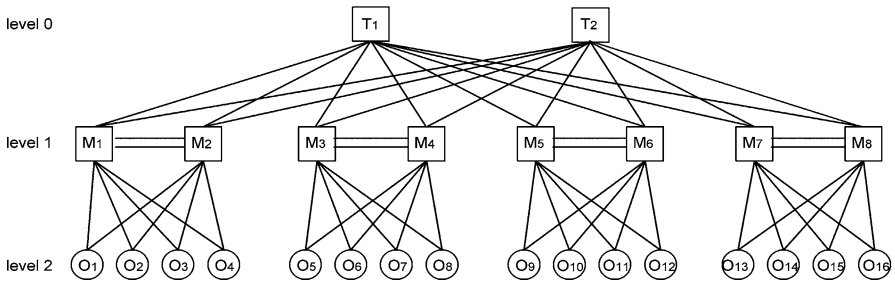 level 0 T1 T2
level 1 M1 M2 M3 M4 M5 M6 M7 M8
level 2 O1 O2 O3 O4 O5 O6 O7 O8 O9 O10 O11 O12 O13 O14 O15 O16